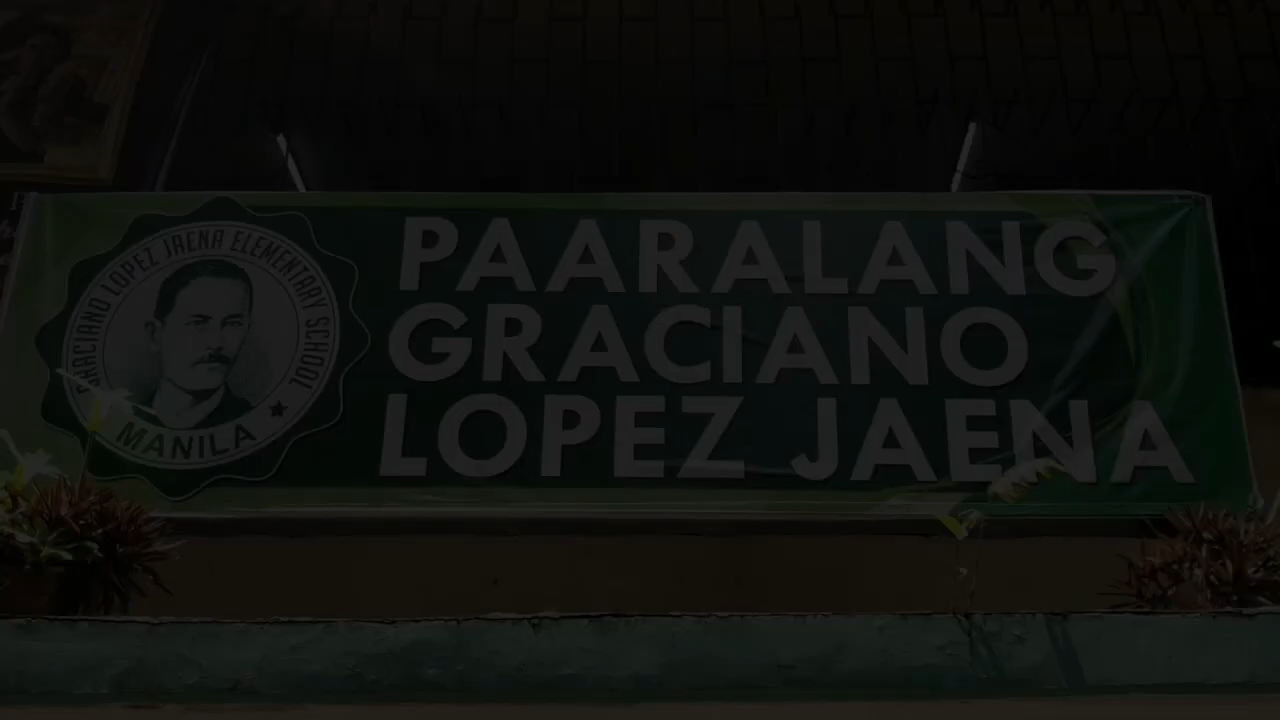 GRACIANO LOPEZ JAENA ELEMENTARY SCHOOL
MANILA
PAARALANG
GRACIANO
LOPEZ JAENA